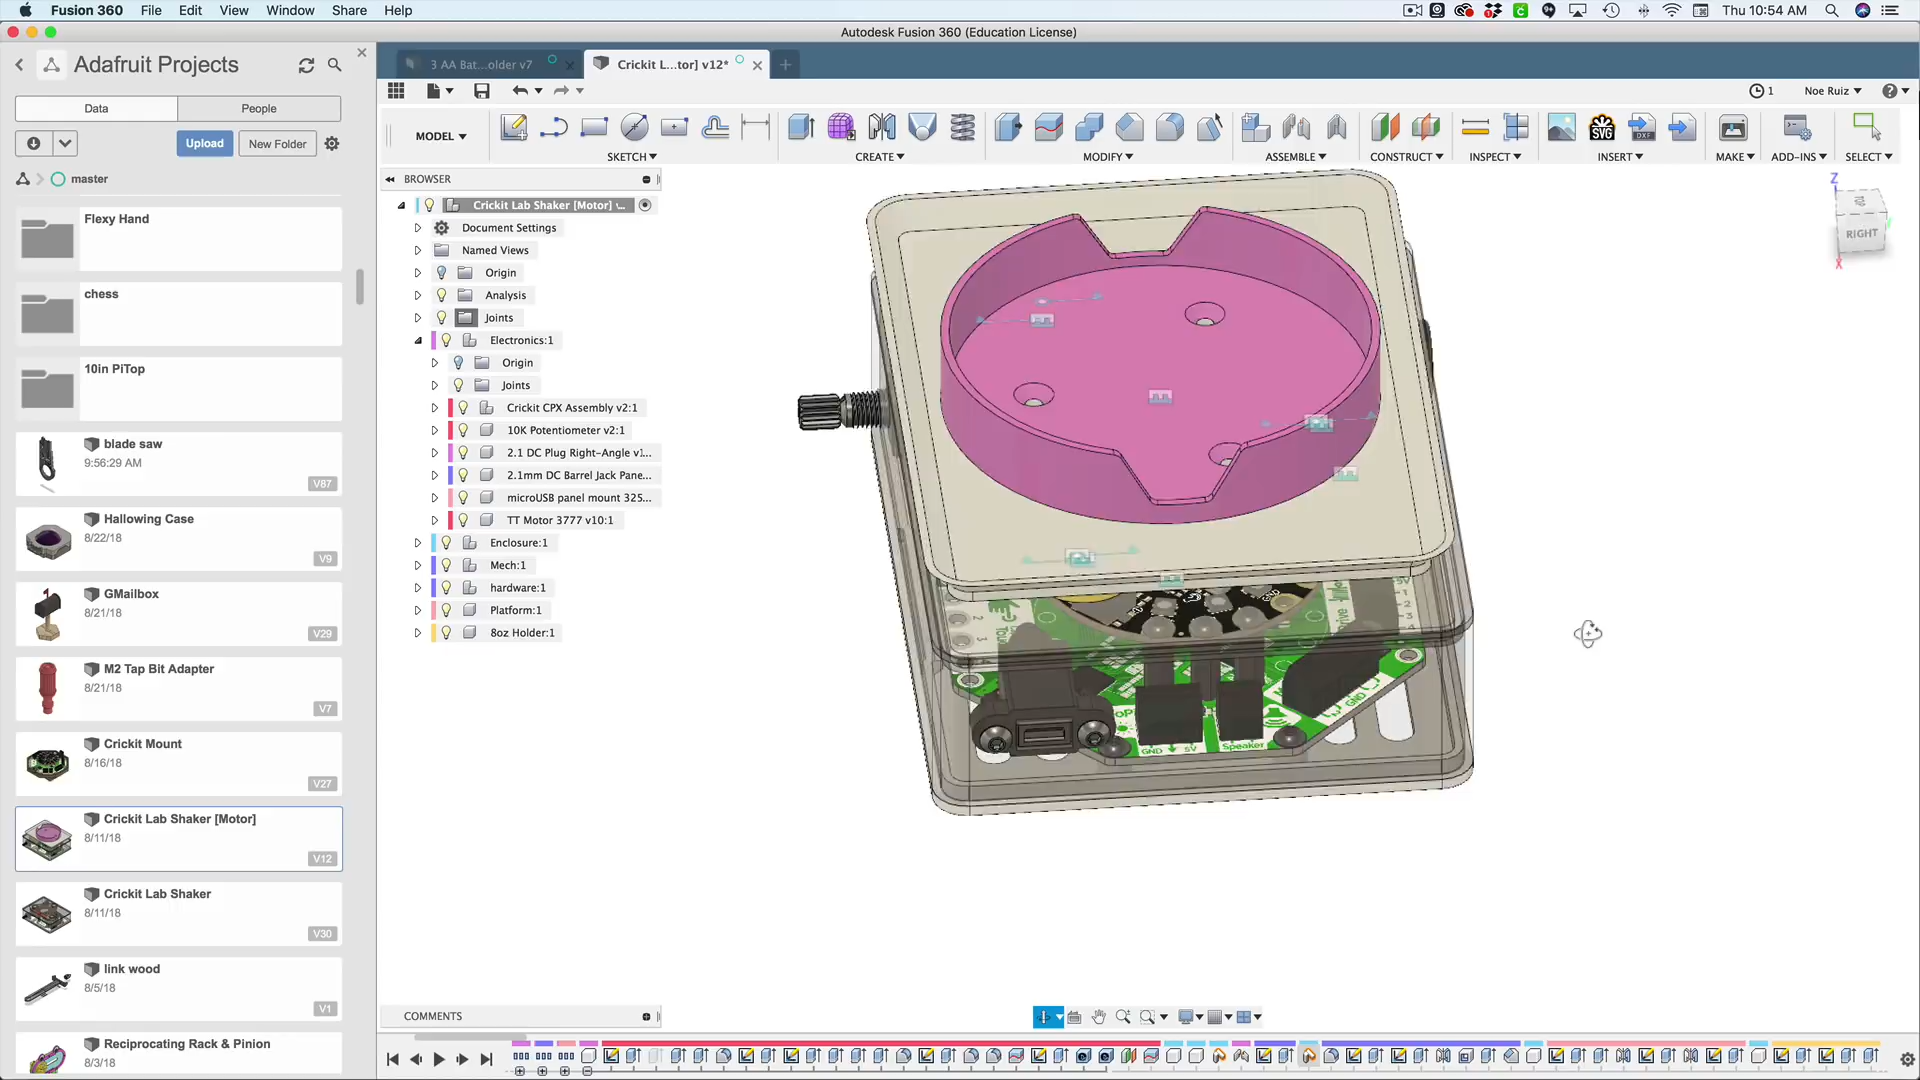 Fusion 360 File Edit View Window Share Help
Thu 10:54 AM
Autodesk Fusion 360 (Education License)
Adafruit Projects
3 AA Bat...older v7
Crickit L...tor] v12*
Data
People
1
Noe Ruiz
MODEL
Upload
New Folder
SKETCH
CREATE
MODIFY
ASSEMBLE
CONSTRUCT
INSPECT
INSERT
MAKE
ADD-INS
SELECT
SVG
DXF
master
BROWSER
Z
TOP
RIGHT
X
Crickit Lab Shaker [Motor]
Document Settings
Named Views
Origin
Analysis
Joints
Electronics:1
Origin
Joints
Crickit CPX Assembly v2:1
10K Potentiometer v2:1
2.1 DC Plug Right-Angle v1...
2.1mm DC Barrel Jack Pane...
microUSB panel mount 325...
TT Motor 3777 v10:1
Enclosure:1
Mech:1
hardware:1
Platform:1
8oz Holder:1
Flexy Hand
chess
10in PiTop
blade saw
9:56:29 AM
V87
Hallowing Case
8/22/18
V9
GMailbox
8/21/18
V29
M2 Tap Bit Adapter
8/21/18
V7
Crickit Mount
8/16/18
V27
Crickit Lab Shaker [Motor]
8/11/18
V12
Crickit Lab Shaker
8/11/18
V30
link wood
8/5/18
V1
Reciprocating Rack & Pinion
8/3/18
GND
5V
Speaker
GND
COMMENTS